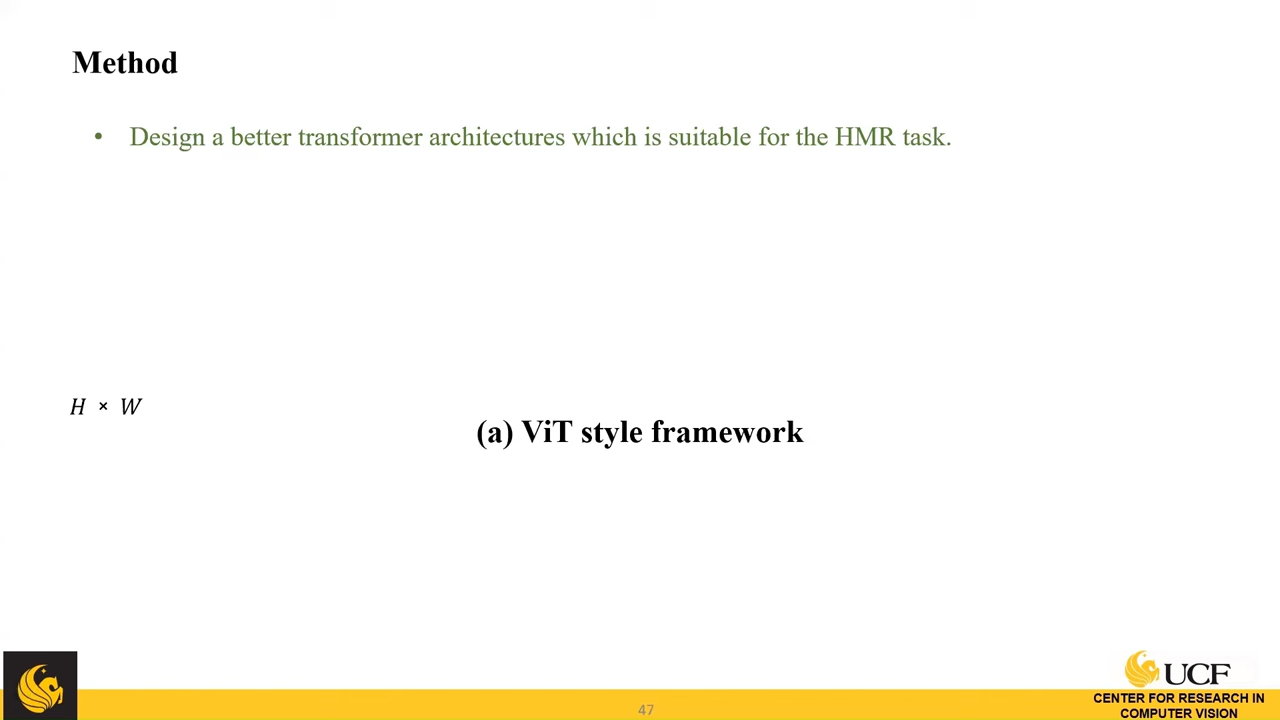 Method
• Design a better transformer architectures which is suitable for the HMR task.
H × W
(a) ViT style framework
47
UCF
CENTER FOR RESEARCH IN
COMPUTER VISION